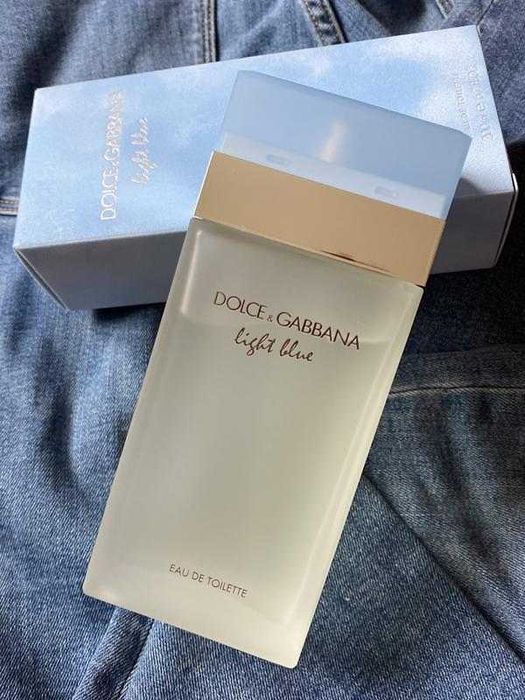 DOLCE & GABBANA
light blue
DOLCE & GABBANA
light blue
EAU DE TOILETTE